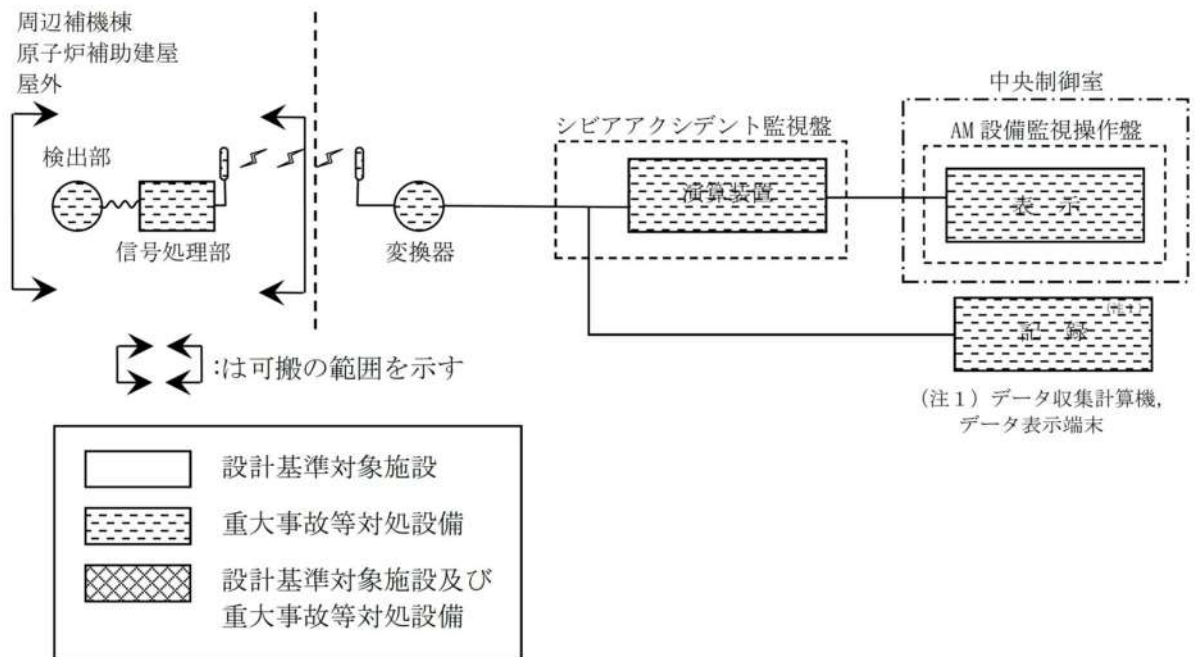 周辺補機棟
原子炉補助建屋
屋外
検出部
信号処理部
変換器
シビアアクシデント監視盤
演算装置
中央制御室
AM設備監視操作盤
表 示
(注1)
記 録
(注1)データ収集計算機,
データ表示端末
:は可搬の範囲を示す
設計基準対象施設
重大事故等対処設備
設計基準対象施設及び
重大事故等対処設備